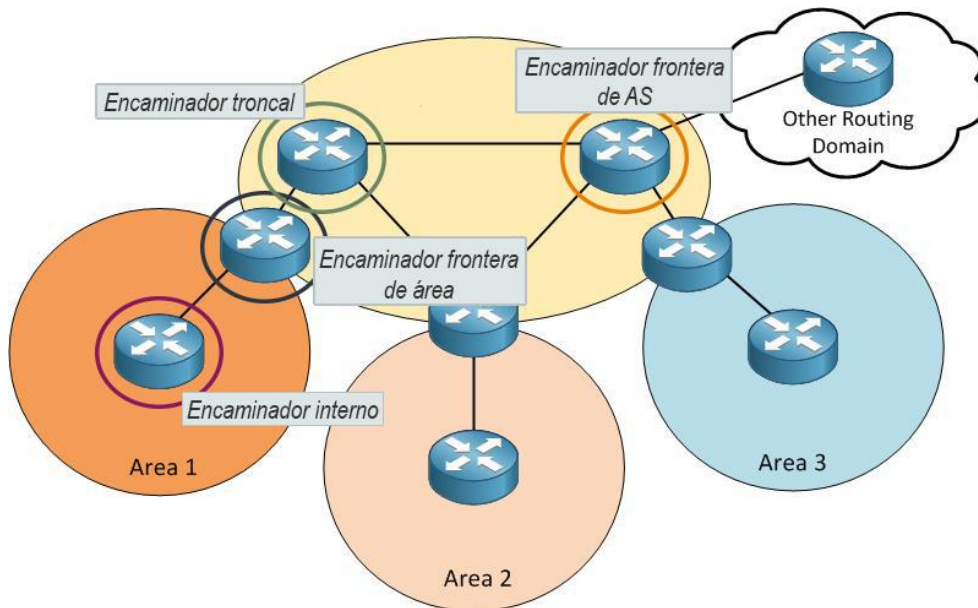 Encaminador frontera
de AS
Encaminador troncal
Other Routing
Domain
Encaminador frontera
de área
Encaminador interno
Area 1
Area 3
Area 2